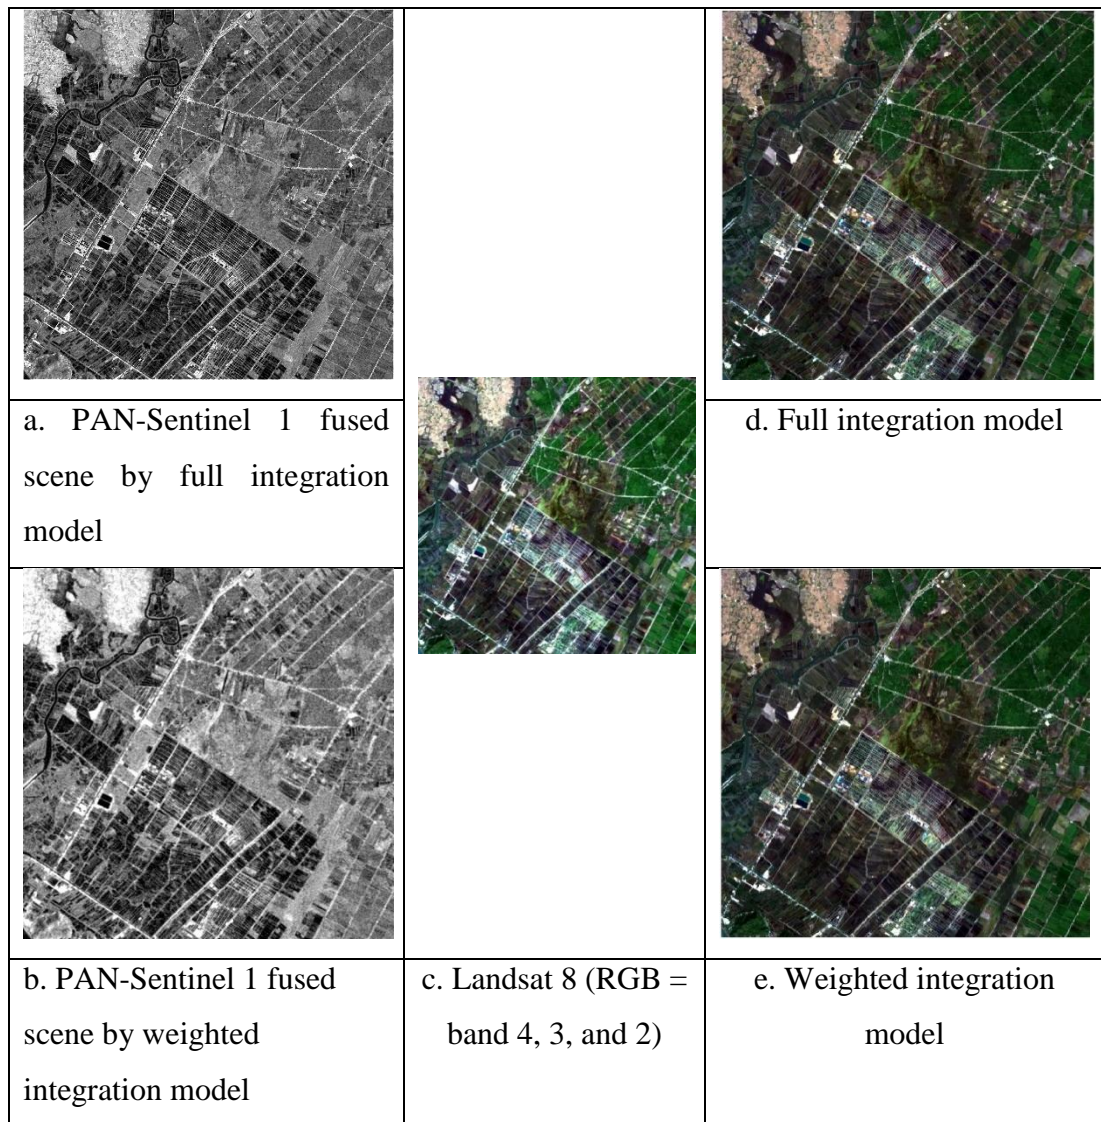 a. PAN-Sentinel 1 fused
scene by full integration
model
d. Full integration model
b. PAN-Sentinel 1 fused
scene by weighted
integration model
c. Landsat 8 (RGB =
band 4, 3, and 2)
e. Weighted integration
model